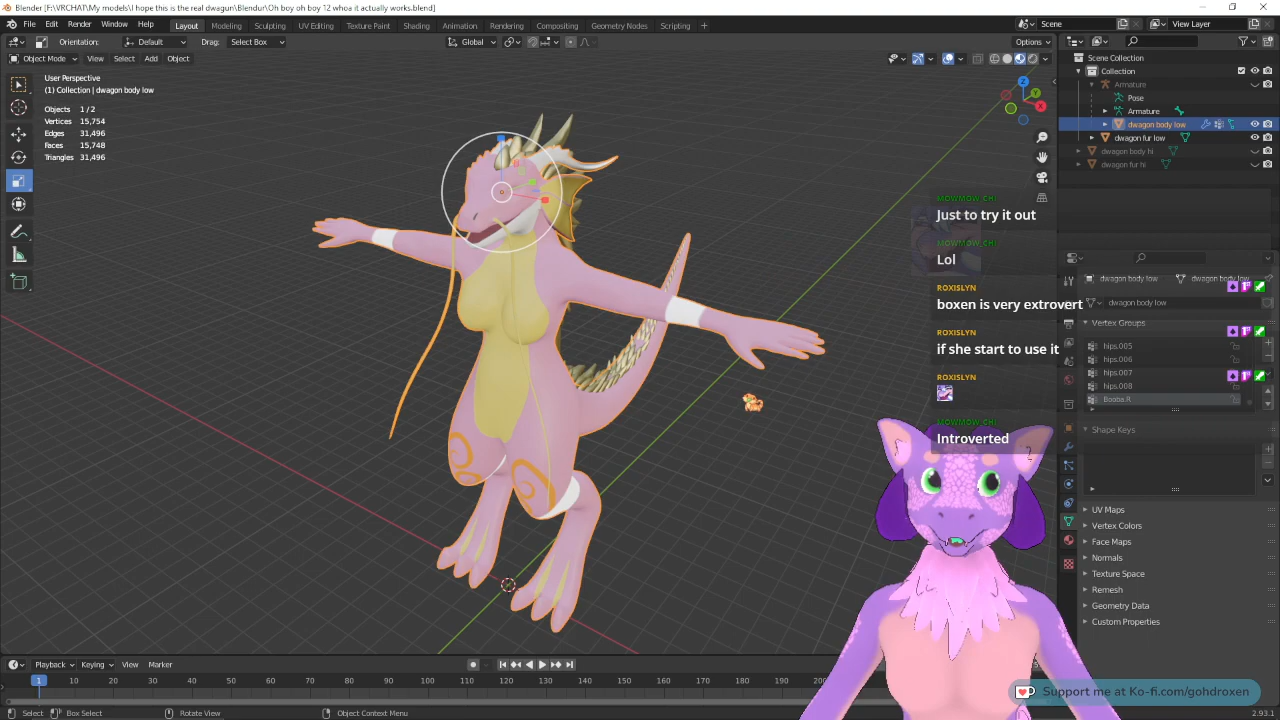 Blender [F:\VRCHAT\My models\I hope this is the real dwagun\Blendur\Oh boy oh boy 12 whoa it actually works.blend]
File Edit Render Window Help Layout Modeling Sculpting UV Editing Texture Paint Shading Animation Rendering Compositing Geometry Nodes Scripting + Scene View Layer
Orientation: Default Drag: Select Box Global Options
Object Mode View Select Add Object
User Perspective
(1) Collection | dwagon body low
Objects 1 / 2
Vertices 15,754
Edges 31,496
Faces 15,748
Triangles 31,496
Z
Y
X
Scene Collection
Collection
Armature
Pose
Armature
dwagon body low
dwagon fur low
dwagon body hi
dwagon fur hi
MOWMOW_CHI
Just to try it out
MOWMOW_CHI
Lol
ROXISLYN
boxen is very extrovert
ROXISLYN
if she start to use it
ROXISLYN
MOWMOW_CHI
Introverted
dwagon body low dwagon body low
dwagon body low
Vertex Groups
hips.005
hips.006
hips.007
hips.008
Booba.R
Shape Keys
UV Maps
Vertex Colors
Face Maps
Normals
Texture Space
Remesh
Geometry Data
Custom Properties
Playback Keying View Marker
1 10 20 30 40 50 60 70 80 90 100 110 120 130 140 150 160 170 180 190
Support me at Ko-fi.com/gohdroxen
Select Box Select Rotate View Object Context Menu 2.93.1